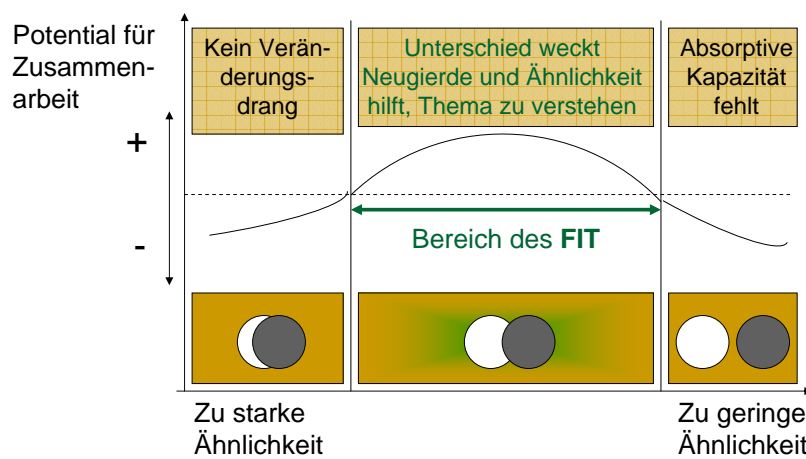 Potential für
Zusammen-
arbeit
Kein Verän-
derungs-
drang
Unterschied weckt
Neugierde und Ähnlichkeit
hilft, Thema zu verstehen
Absorptive
Kapazität
fehlt
+
-
Bereich des FIT
Zu starke
Ähnlichkeit
Zu geringe
Ähnlichkeit